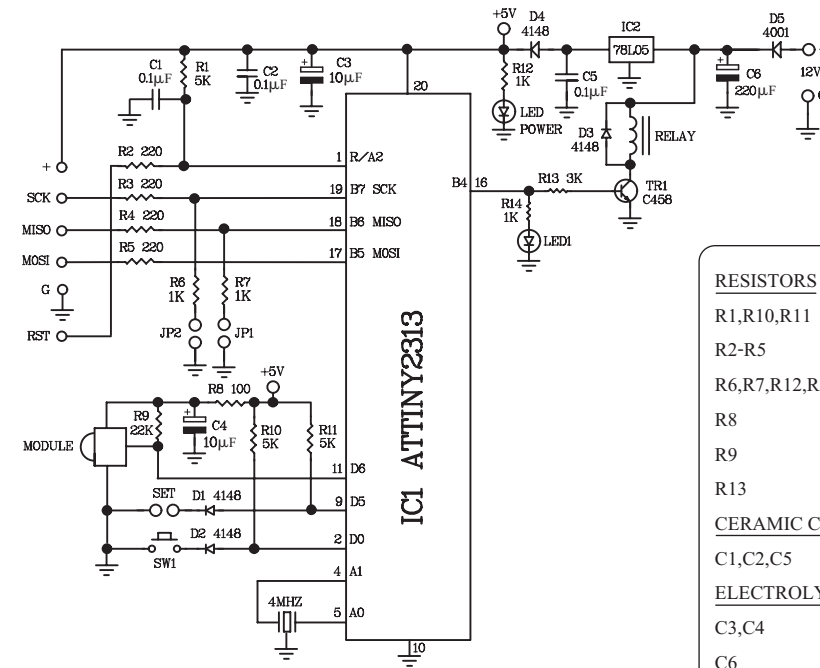 +5V
D4
4148
IC2
78L05
D5
4001
12V
C1
0.1µF
R1
5K
C2
0.1µF
C3
10µF
+
20
R12
1K
LED
POWER
C5
0.1µF
+
C6
220µF
D3
4148
RELAY
+
R2 220
1 R/A2
SCK
R3 220
19 B7 SCK
B4 16
R13 3K
TR1
C458
MISO
R4 220
18 B6 MISO
R14
1K
LED1
MOSI
R5 220
17 B5 MOSI
G
R6
1K
R7
1K
JP2
JP1
RST
IC1 ATTINY2313
+5V
R8 100
R9
22K
+
C4
10µF
R10
5K
R11
5K
MODULE
11 D6
SET
D1 4148
9 D5
D2 4148
2 D0
SW1
4 A1
4MHZ
5 A0
10
RESISTORS
R1,R10,R11
R2-R5
R6,R7,R12,R
R8
R9
R13
CERAMIC C
C1,C2,C5
ELECTROLY
C3,C4
C6